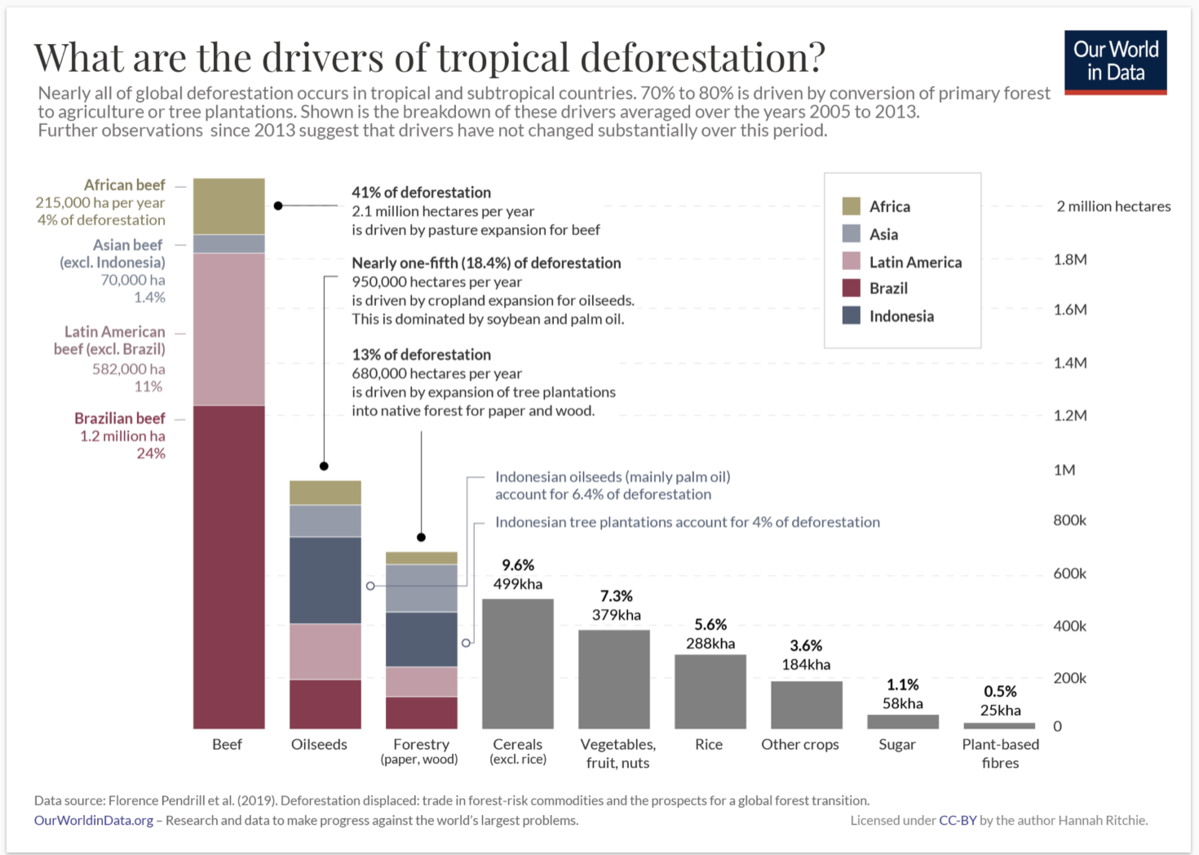 What are the drivers of tropical deforestation?
Our World
in Data
Nearly all of global deforestation occurs in tropical and subtropical countries. 70% to 80% is driven by conversion of primary forest
to agriculture or tree plantations. Shown is the breakdown of these drivers averaged over the years 2005 to 2013.
Further observations since 2013 suggest that drivers have not changed substantially over this period.
African beef
215,000 ha per year
4% of deforestation
Asian beef
(excl. Indonesia)
70,000 ha
1.4%
Latin American
beef (excl. Brazil)
582,000 ha
11%
Brazilian beef
1.2 million ha
24%
41% of deforestation
2.1 million hectares per year
is driven by pasture expansion for beef
Nearly one-fifth (18.4%) of deforestation
950,000 hectares per year
is driven by cropland expansion for oilseeds.
This is dominated by soybean and palm oil.
13% of deforestation
680,000 hectares per year
is driven by expansion of tree plantations
into native forest for paper and wood.
Indonesian oilseeds (mainly palm oil)
account for 6.4% of deforestation
Indonesian tree plantations account for 4% of deforestation
Africa
Asia
Latin America
Brazil
Indonesia
2 million hectares
1.8M
1.6M
1.4M
1.2M
1M
800k
600k
400k
200k
0
9.6%
499kha
7.3%
379kha
5.6%
288kha
3.6%
184kha
1.1%
58kha
0.5%
25kha
Beef
Oilseeds
Forestry
(paper, wood)
Cereals
(excl. rice)
Vegetables,
fruit, nuts
Rice
Other crops
Sugar
Plant-based
fibres
Data source: Florence Pendrill et al. (2019). Deforestation displaced: trade in forest-risk commodities and the prospects for a global forest transition.
OurWorldinData.org – Research and data to make progress against the world's largest problems.
Licensed under CC-BY by the author Hannah Ritchie.